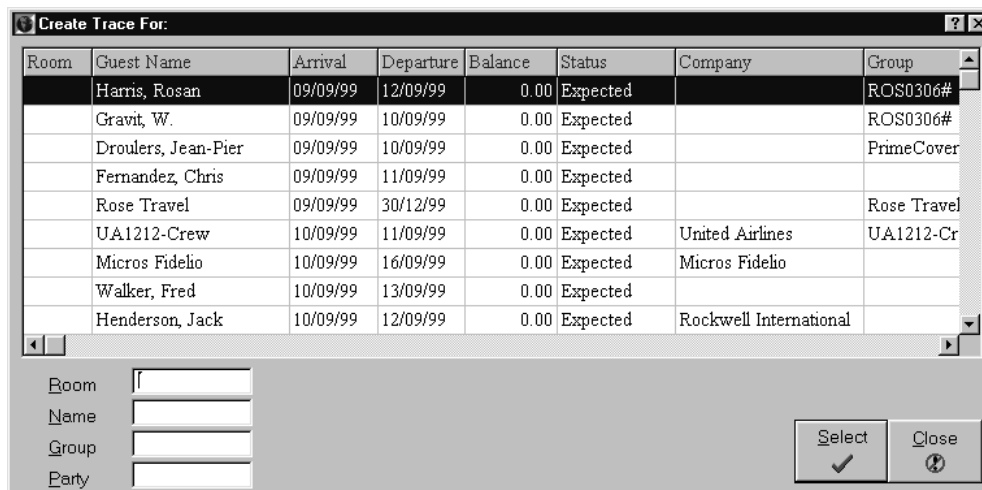 Create Trace For:
Room Guest Name Arrival Departure Balance Status Company Group
Harris, Rosan 09/09/99 12/09/99 0.00 Expected ROS0306#
Gravit, W. 09/09/99 10/09/99 0.00 Expected ROS0306#
Droulers, Jean-Pier 09/09/99 10/09/99 0.00 Expected PrimeCover
Fernandez, Chris 09/09/99 11/09/99 0.00 Expected
Rose Travel 09/09/99 30/12/99 0.00 Expected Rose Travel
UA1212-Crew 10/09/99 11/09/99 0.00 Expected United Airlines UA1212-Cr
Micros Fidelio 10/09/99 16/09/99 0.00 Expected Micros Fidelio
Walker, Fred 10/09/99 13/09/99 0.00 Expected
Henderson, Jack 10/09/99 12/09/99 0.00 Expected Rockwell International
Room
Name
Group
Party
Select
Close